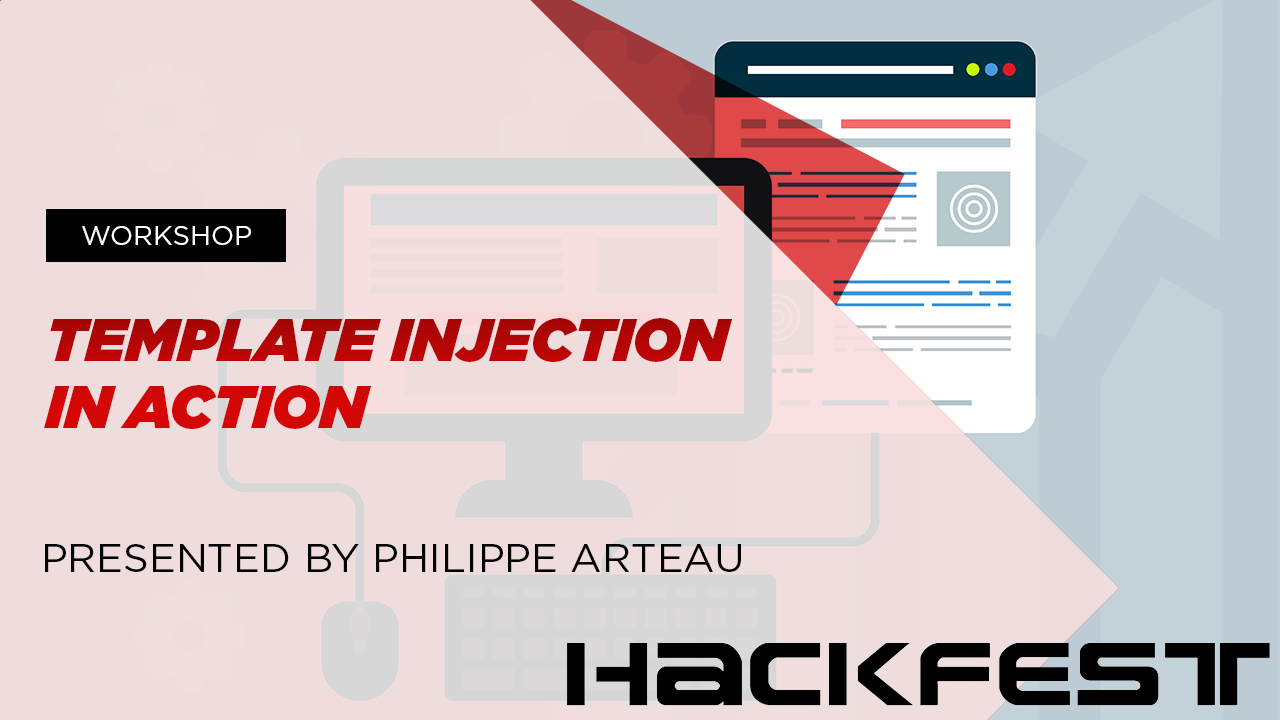 WORKSHOP
TEMPLATE INJECTION
IN ACTION
PRESENTED BY PHILIPPE ARTEAU
HACKFEST